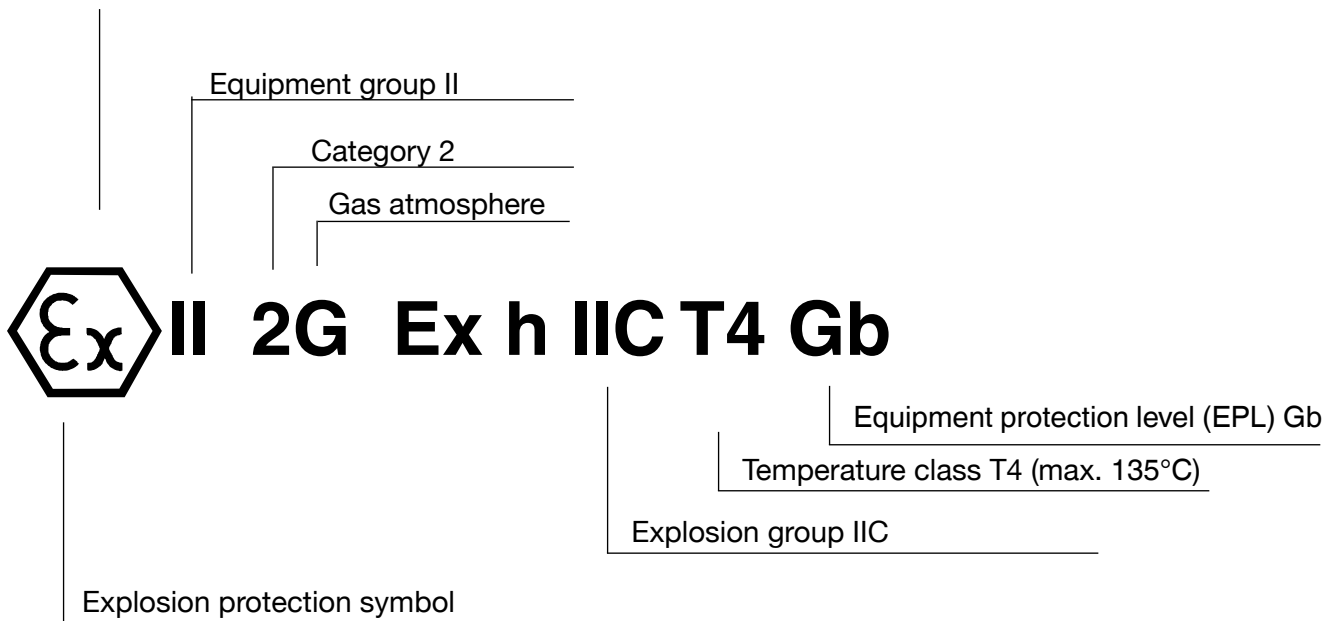 Equipment group II
Category 2
Gas atmosphere
Ex II 2G Ex h IIC T4 Gb
Equipment protection level (EPL) Gb
Temperature class T4 (max. 135°C)
Explosion group IIC
Explosion protection symbol